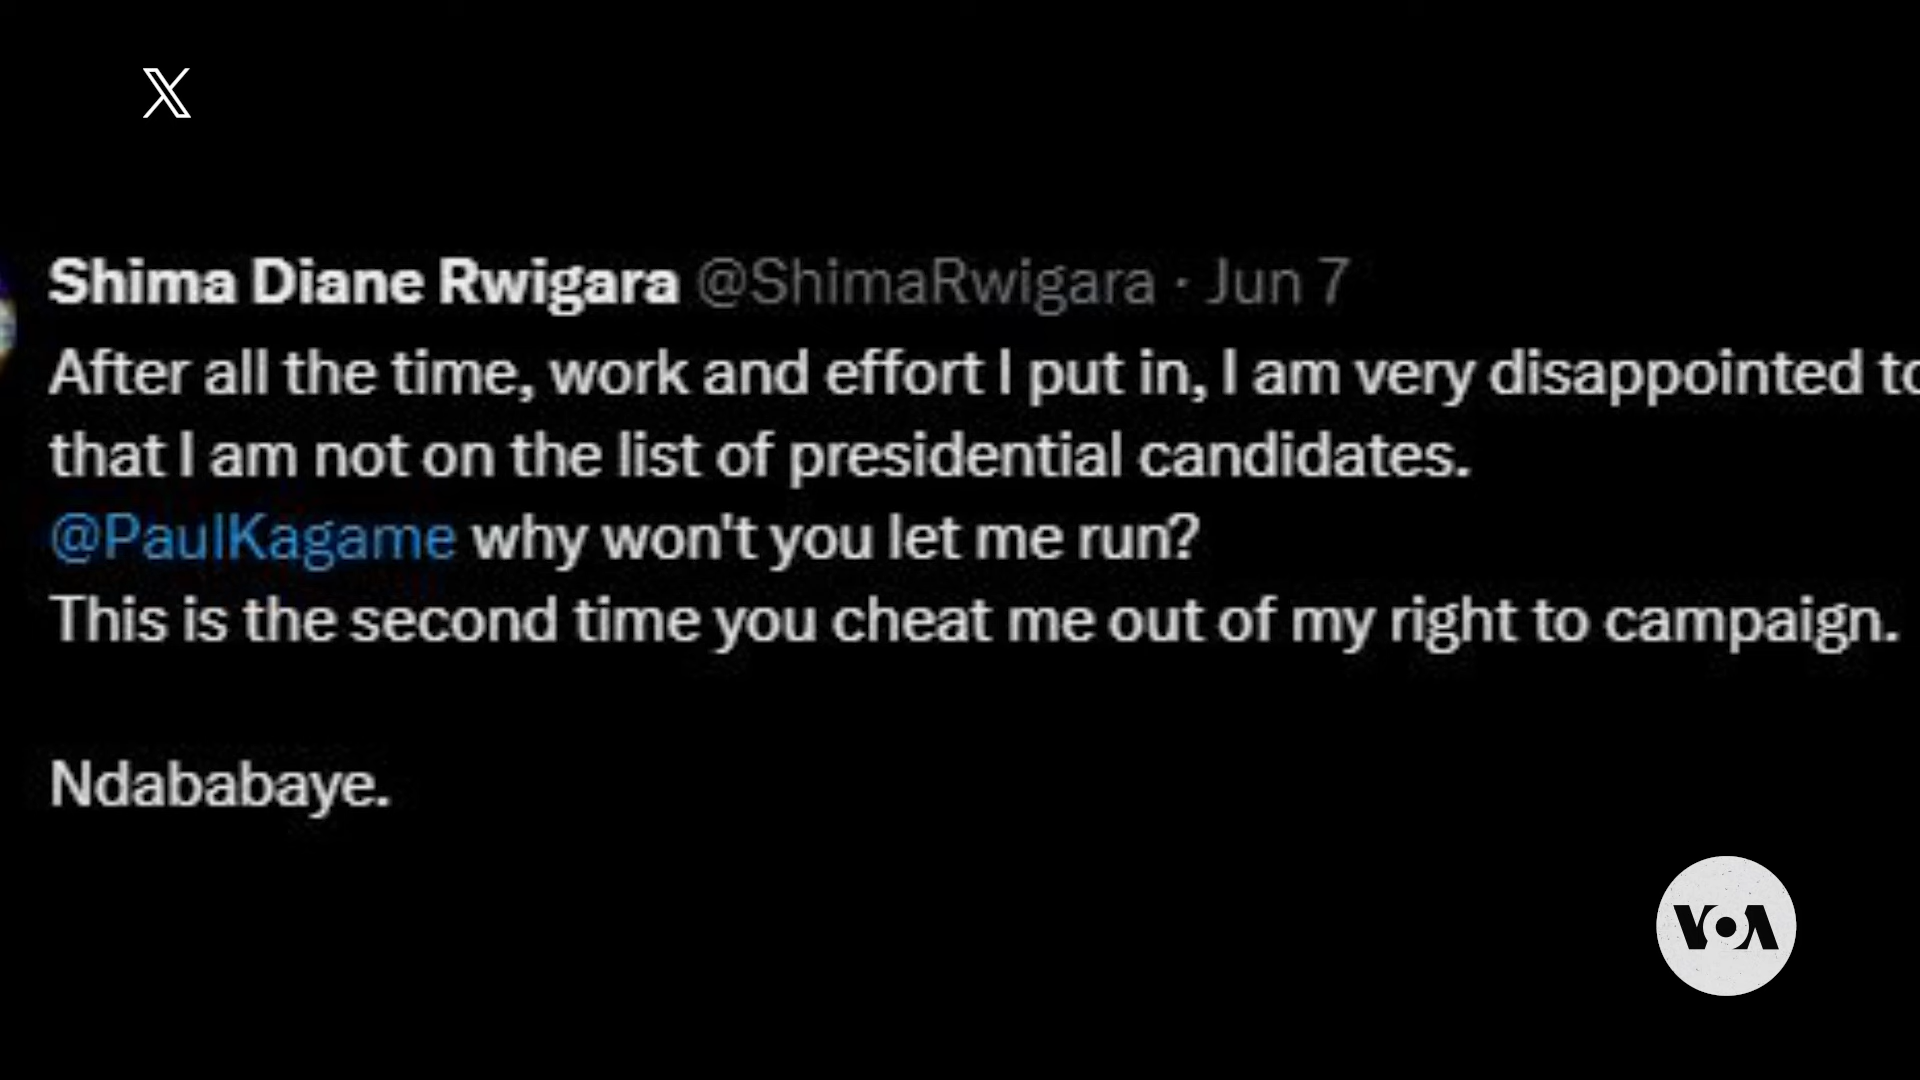 X
Shima Diane Rwigara @ShimaRwigara · Jun 7
After all the time, work and effort I put in, I am very disappointed to
that I am not on the list of presidential candidates.
@PaulKagame why won't you let me run?
This is the second time you cheat me out of my right to campaign.
Ndababaye.
VOA